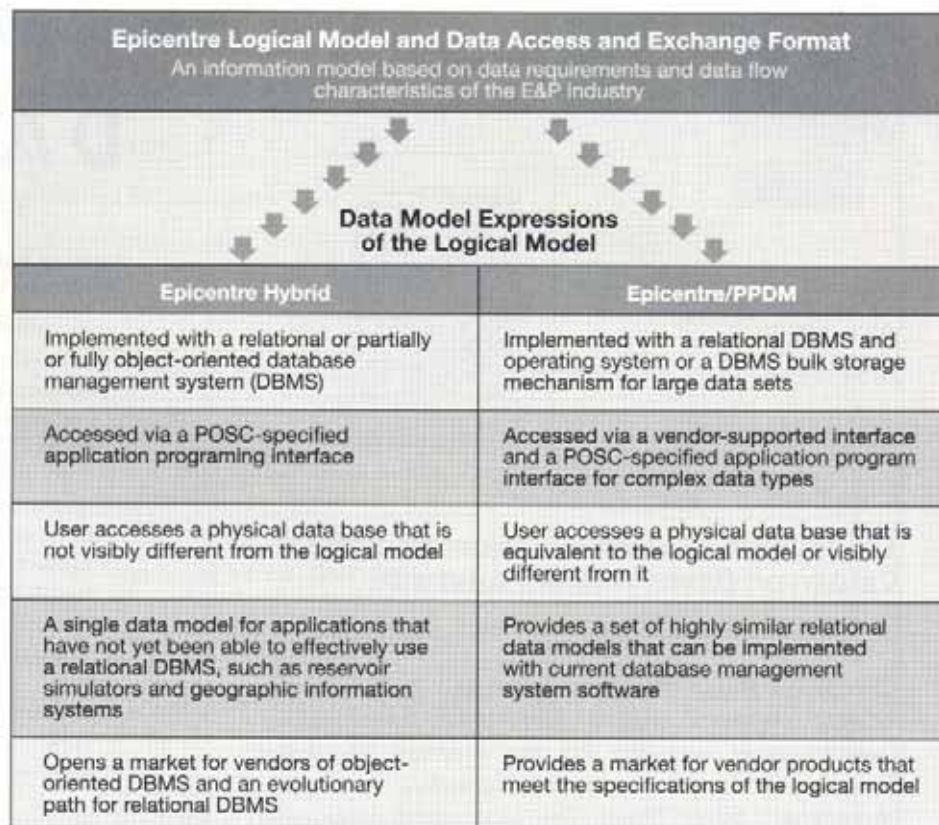 Epicentre Logical Model and Data Access and Exchange Format
An information model based on data requirements and data flow
characteristics of the E&P industry
Data Model Expressions
of the Logical Model
Epicentre Hybrid
Epicentre/PPDM
Implemented with a relational or partially
or fully object-oriented database
management system (DBMS)
Implemented with a relational DBMS and
operating system or a DBMS bulk storage
mechanism for large data sets
Accessed via a POSC-specified
application programing interface
Accessed via a vendor-supported interface
and a POSC-specified application program
interface for complex data types
User accesses a physical data base that is
not visibly different from the logical model
User accesses a physical data base that is
equivalent to the logical model or visibly
different from it
A single data model for applications that
have not yet been able to effectively use
a relational DBMS, such as reservoir
simulators and geographic information
systems
Provides a set of highly similar relational
data models that can be implemented
with current database management
system software
Opens a market for vendors of object-
oriented DBMS and an evolutionary
path for relational DBMS
Provides a market for vendor products that
meet the specifications of the logical model